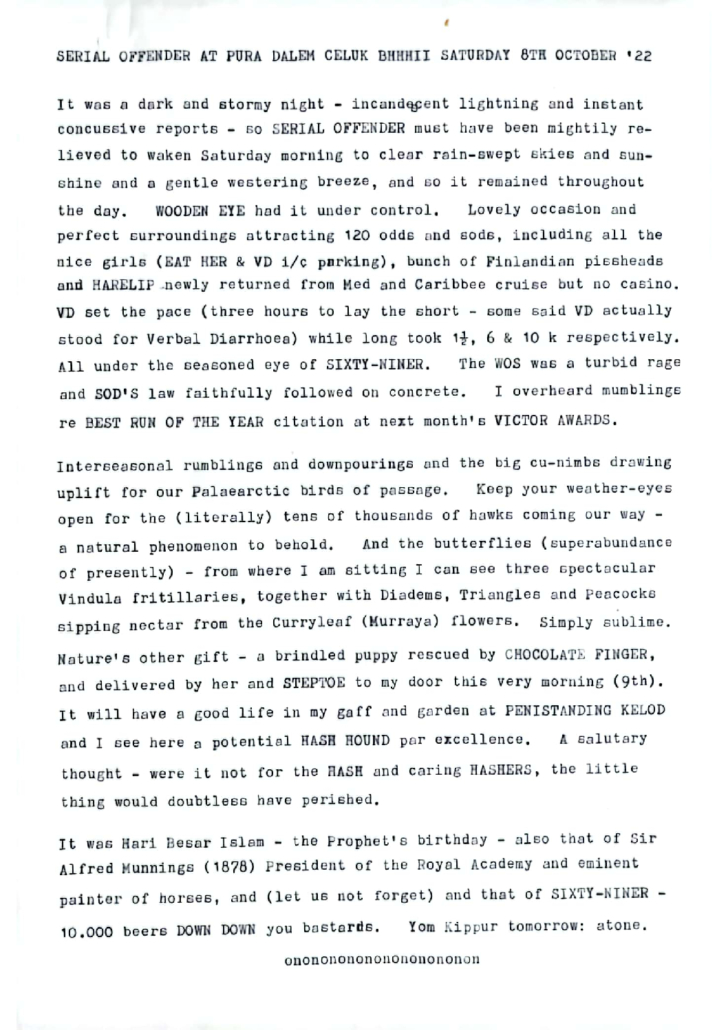 SERIAL OFFENDER AT PURA DALEM CELUK BHHHII SATURDAY 8TH OCTOBER '22
It was a dark and stormy night - incandescent lightning and instant
concussive reports - so SERIAL OFFENDER must have been mightily re-
lieved to waken Saturday morning to clear rain-swept skies and sun-
shine and a gentle westering breeze, and so it remained throughout
the day. WOODEN EYE had it under control. Lovely occasion and
perfect surroundings attracting 120 odds and sods, including all the
nice girls (EAT HER & VD i/c parking), bunch of Finlandian pissheads
and HARELIP newly returned from Med and Caribbee cruise but no casino.
VD set the pace (three hours to lay the short - some said VD actually
stood for Verbal Diarrhoea) while long took 1½, 6 & 10 k respectively.
All under the seasoned eye of SIXTY-NINER. The WOS was a turbid rage
and SOD'S law faithfully followed on concrete. I overheard mumblings
re BEST RUN OF THE YEAR citation at next month's VICTOR AWARDS.
Interseasonal rumblings and downpourings and the big cu-nimbs drawing
uplift for our Palaearctic birds of passage. Keep your weather-eyes
open for the (literally) tens of thousands of hawks coming our way -
a natural phenomenon to behold. And the butterflies (superabundance
of presently) - from where I am sitting I can see three spectacular
Vindula fritillaries, together with Diadems, Triangles and Peacocks
sipping nectar from the Curryleaf (Murraya) flowers. Simply sublime.
Nature's other gift - a brindled puppy rescued by CHOCOLATE FINGER,
and delivered by her and STEPTOE to my door this very morning (9th).
It will have a good life in my gaff and garden at PENISTANDING KELOD
and I see here a potential HASH HOUND par excellence. A salutary
thought - were it not for the HASH and caring HASHERS, the little
thing would doubtless have perished.
It was Hari Besar Islam - the Prophet's birthday - also that of Sir
Alfred Munnings (1878) President of the Royal Academy and eminent
painter of horses, and (let us not forget) and that of SIXTY-NINER -
10.000 beers DOWN DOWN you bastards. Yom Kippur tomorrow: atone.
onononononononononononon